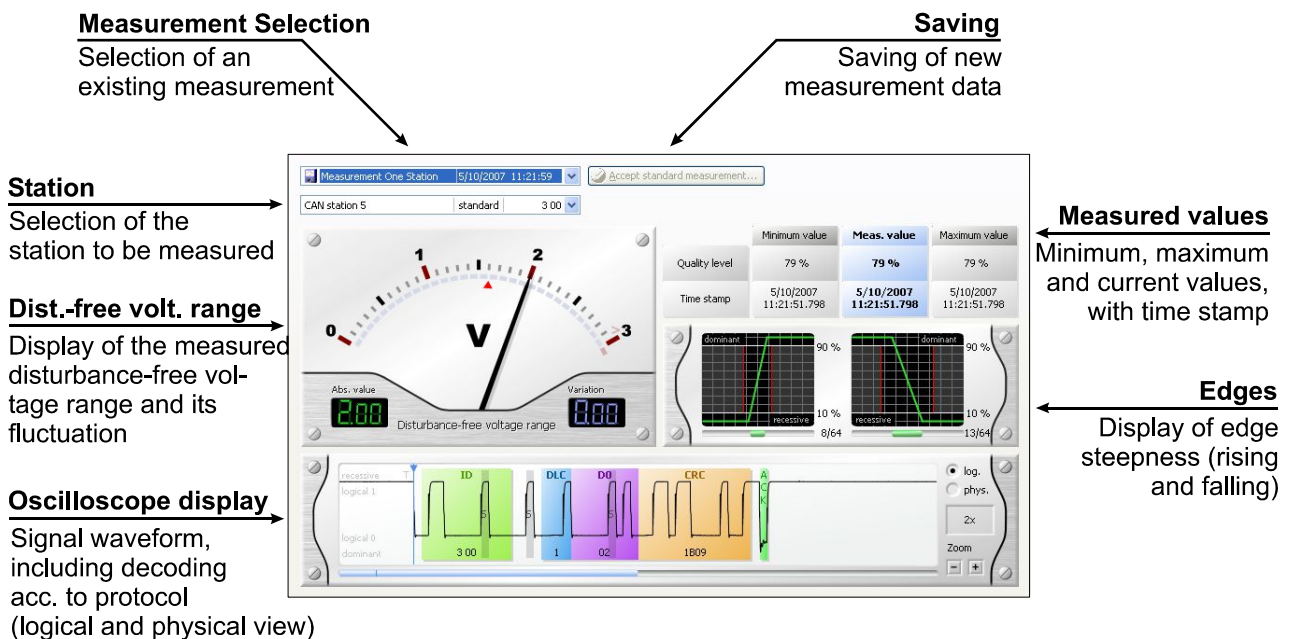 Measurement Selection
Selection of an
existing measurement
Saving
Saving of new
measurement data
Station
Selection of the
station to be measured
Dist.-free volt. range
Display of the measured
disturbance-free vol-
tage range and its
fluctuation
Oscilloscope display
Signal waveform,
including decoding
acc. to protocol
(logical and physical view)
Measurement One Station 5/10/2007 11:21:59
Accept standard measurement...
CAN station 5 standard 3 00
0 1 2 >3
V
Abs. value
2.00
Variation
0.00
Disturbance-free voltage range
Minimum value Meas. value Maximum value
Quality level 79 % 79 % 79 %
Time stamp
5/10/2007 5/10/2007 5/10/2007
11:21:51.798 11:21:51.798 11:21:51.798
dominant 90 %
10 %
recessive
8/64
dominant 90 %
10 %
recessive
13/64
recessive T
logical 1
logical 0
dominant
ID DLC D0 CRC ACK
S S S
3 00 1 02 1B09
log.
phys.
2x
Zoom
- +
Measured values
Minimum, maximum
and current values,
with time stamp
Edges
Display of edge
steepness (rising
and falling)